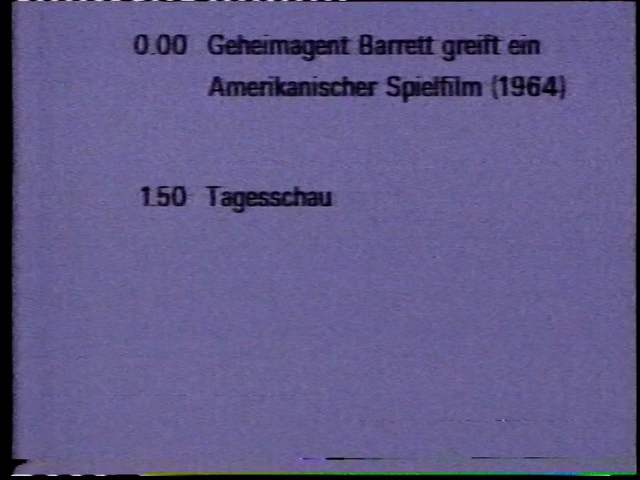 0.00 Geheimagent Barrett greift ein
Amerikanischer Spielfilm (1964)
1.50 Tagesschau